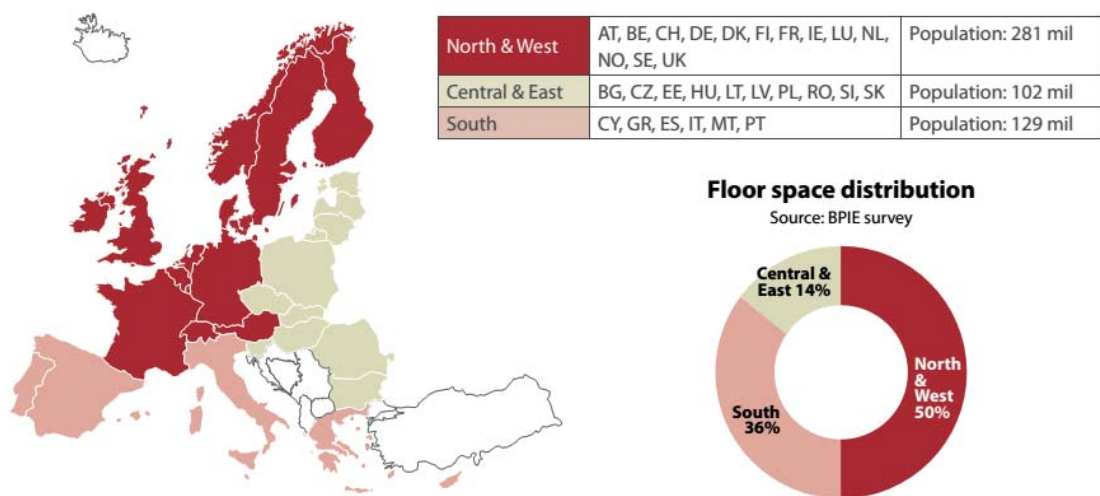 North & West
AT, BE, CH, DE, DK, FI, FR, IE, LU, NL,
NO, SE, UK
Population: 281 mil
Central & East
BG, CZ, EE, HU, LT, LV, PL, RO, SI, SK
Population: 102 mil
South
CY, GR, ES, IT, MT, PT
Population: 129 mil
Floor space distribution
Source: BPIE survey
Central &
East 14%
North
&
West
50%
South
36%